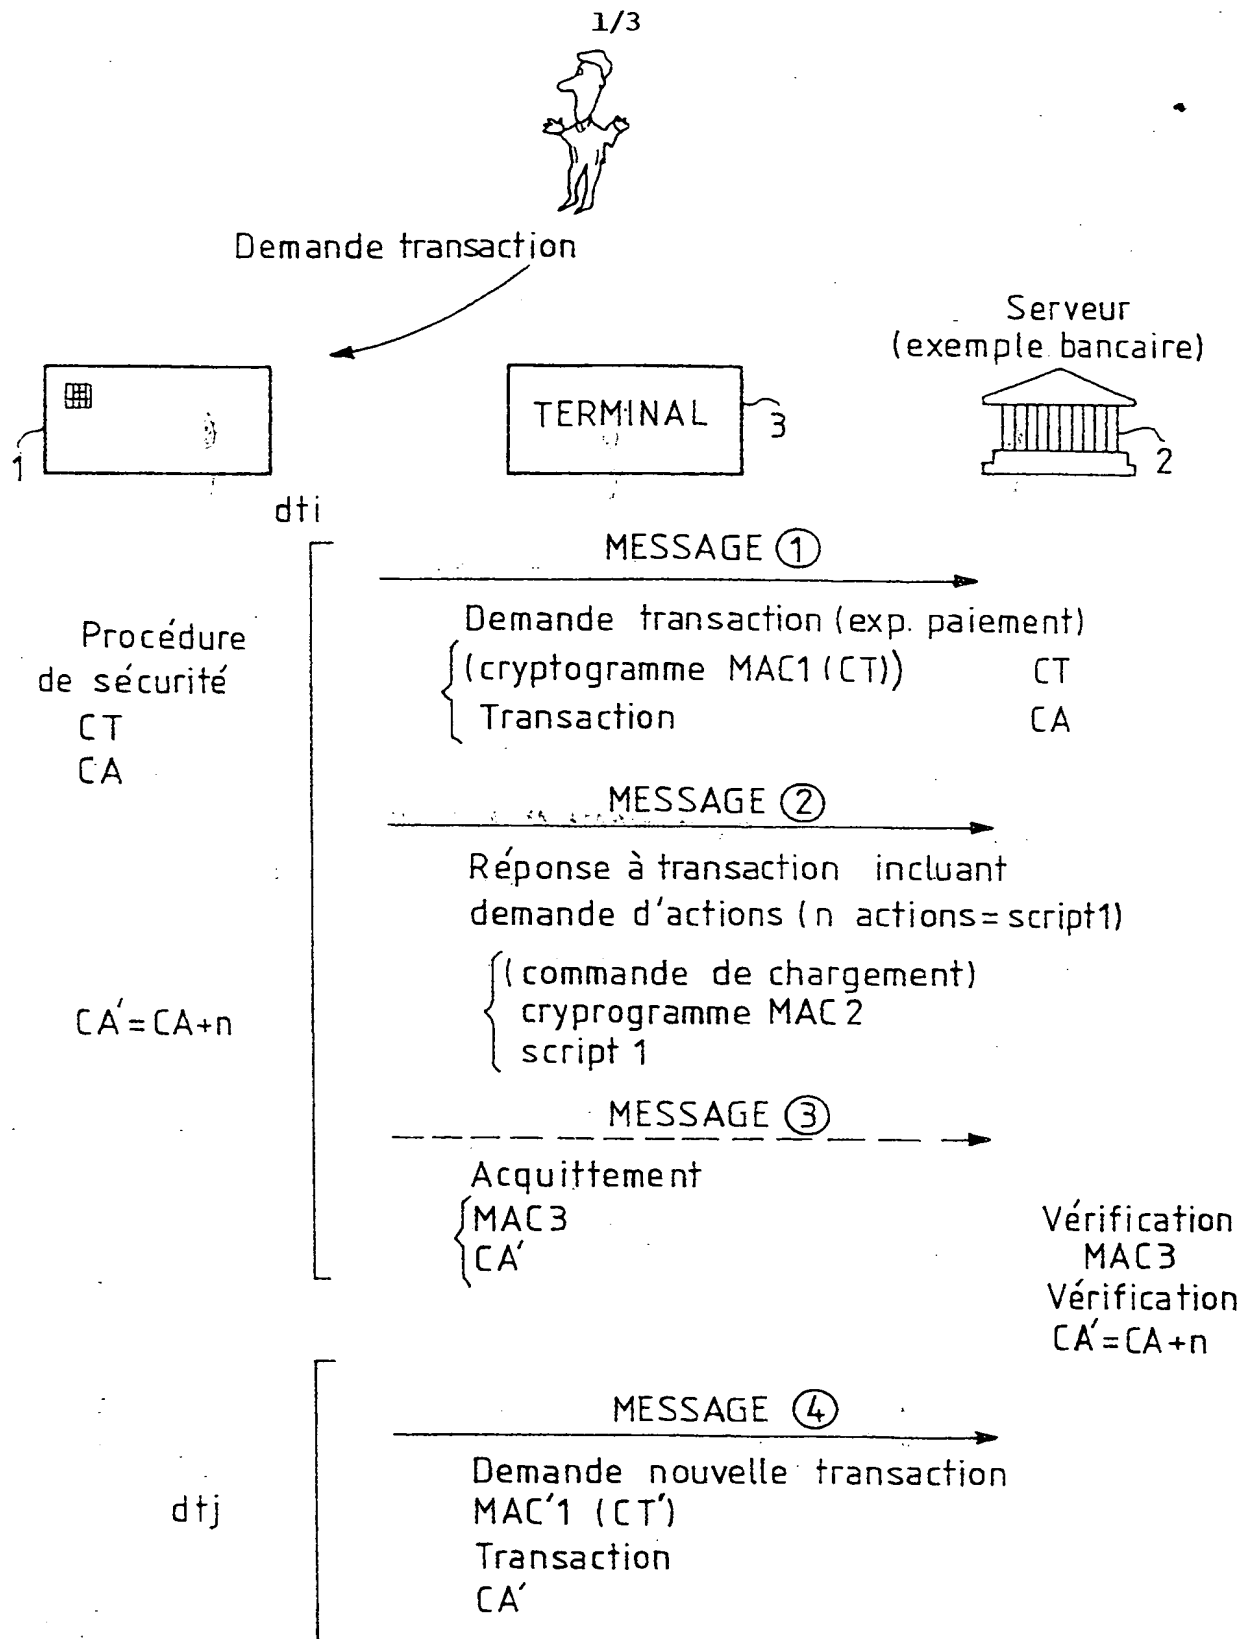 1/3
Demande transaction
Serveur
(exemple bancaire)
TERMINAL
1
3
2
dti
MESSAGE 1
Demande transaction (exp. paiement)
(cryptogramme MAC1 (CT))
CT
Transaction
CA
Procédure
de sécurité
CT
CA
MESSAGE 2
Réponse à transaction incluant
demande d'actions (n actions = script1)
(commande de chargement)
cryprogramme MAC 2
script 1
CA' = CA+n
MESSAGE 3
Acquittement
MAC3
CA'
Vérification
MAC3
Vérification
CA' = CA+n
MESSAGE 4
Demande nouvelle transaction
MAC'1 (CT')
Transaction
CA'
dtj